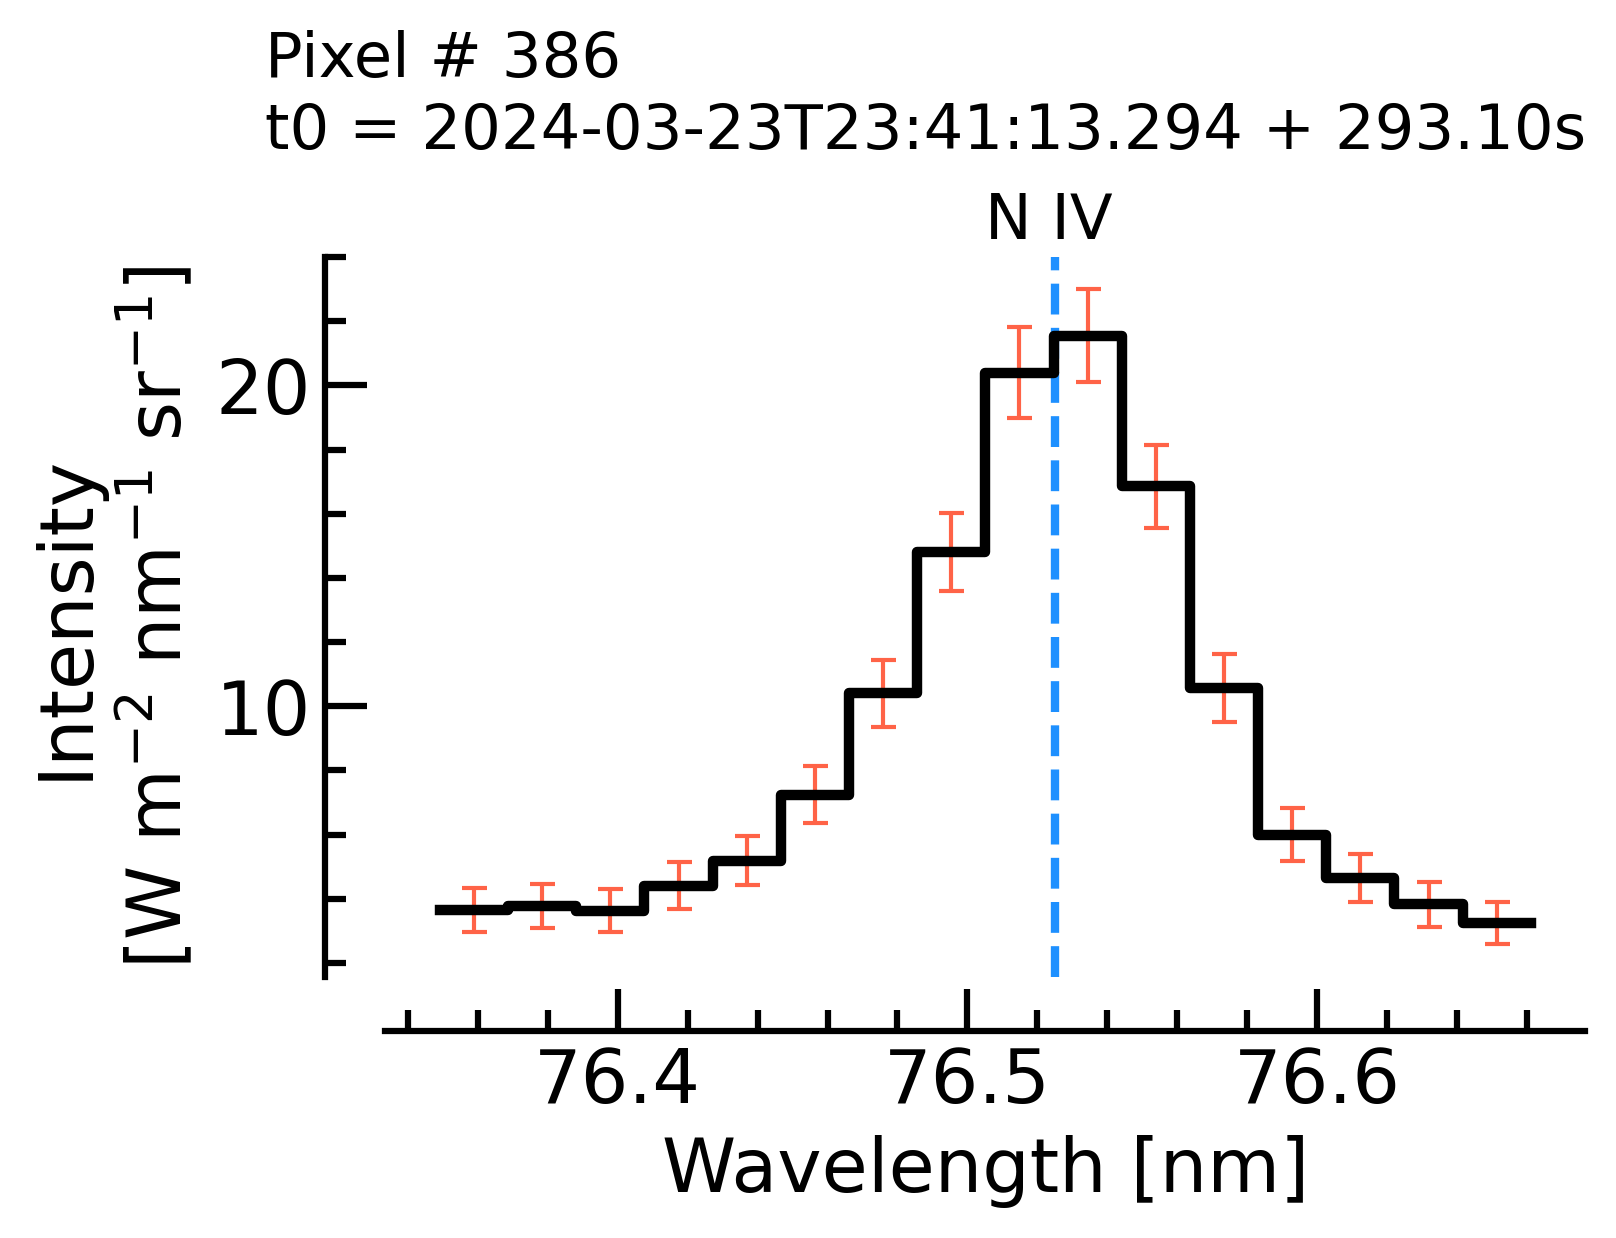 Pixel # 386
t0 = 2024-03-23T23:41:13.294 + 293.10s
N IV
Intensity
[W m⁻² nm⁻¹ sr⁻¹]
20
10
76.4 76.5 76.6
Wavelength [nm]